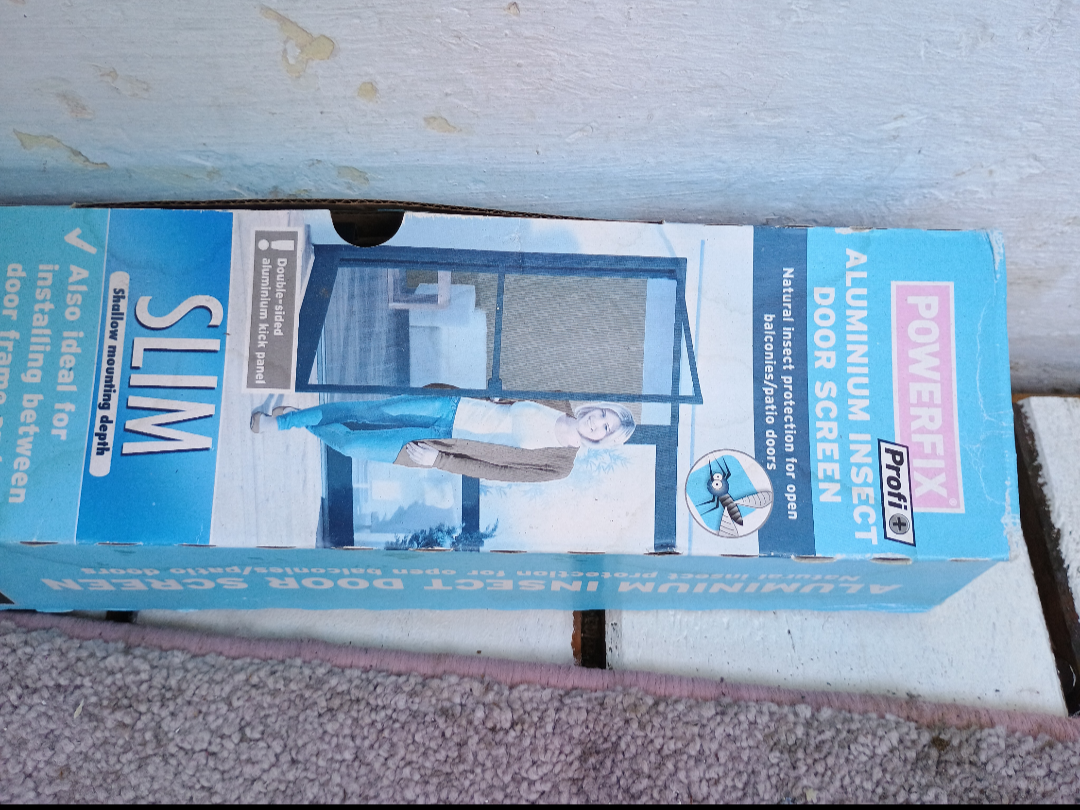 POWERFIX®
Profi+
ALUMINIUM INSECT
DOOR SCREEN
Natural insect protection for open
balconies/patio doors
Double-sided
aluminium kick panel
SLIM
Shallow mounting depth
✓ Also ideal for
installing between
door frame
ALUMINIUM INSECT DOOR SCREEN
Natural insect protection for open balconies/patio doors